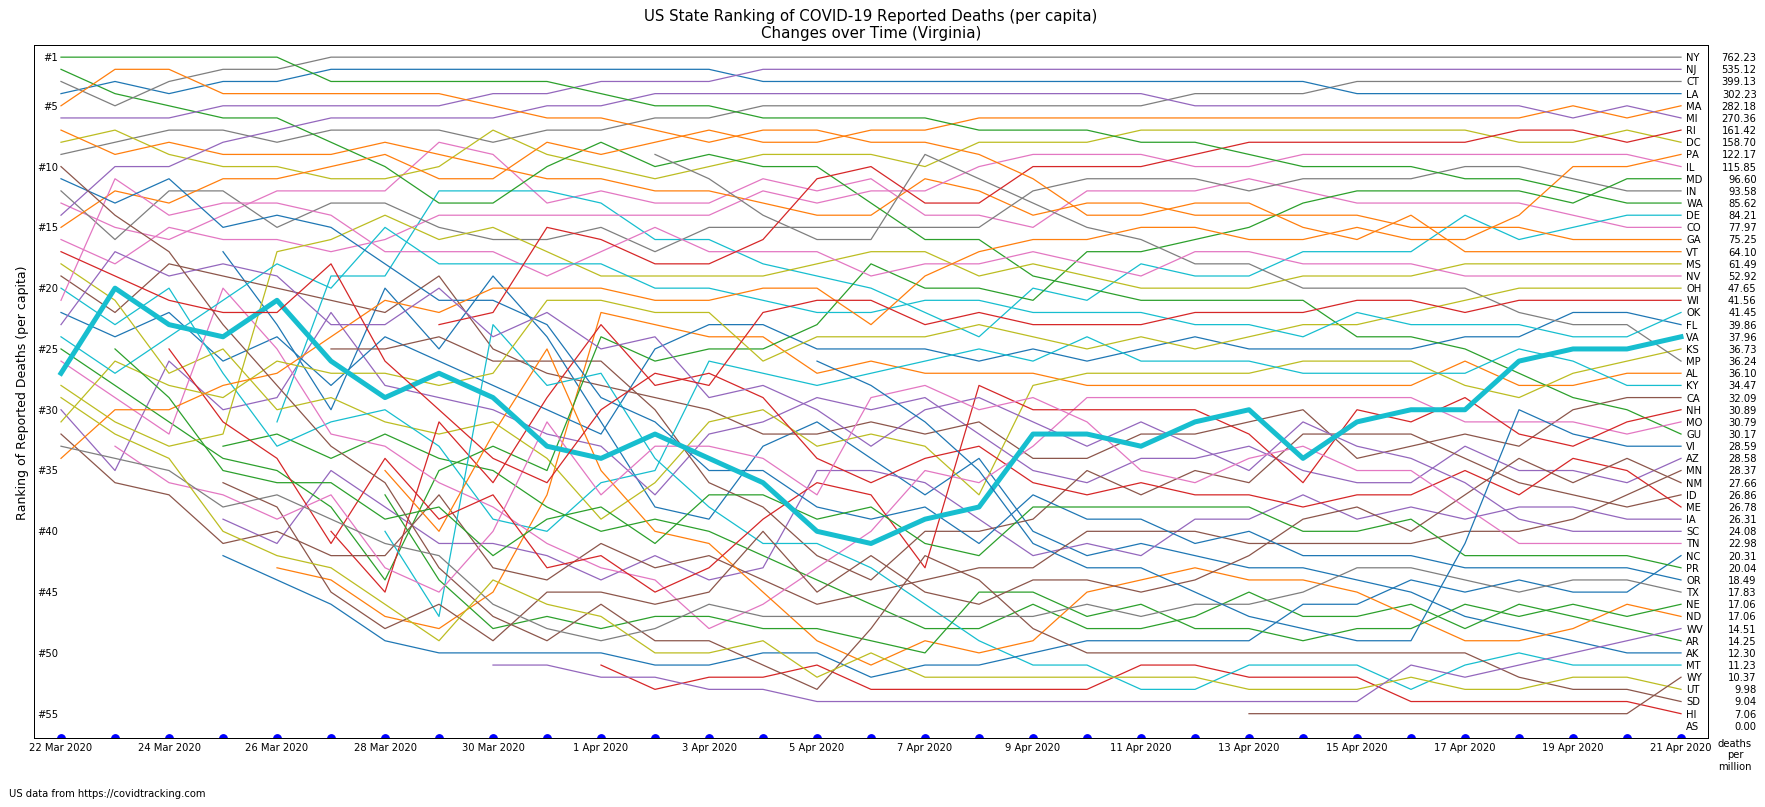 US State Ranking of COVID-19 Reported Deaths (per capita)
Changes over Time (Virginia)
Ranking of Reported Deaths (per capita)
#1
#5
#10
#15
#20
#25
#30
#35
#40
#45
#50
#55
NY 762.23
NJ 535.12
CT 399.13
LA 302.23
MA 282.18
MI 270.36
RI 161.42
DC 158.70
PA 122.17
IL 115.85
MD 96.60
IN 93.58
WA 85.62
DE 84.21
CO 77.97
GA 75.25
VT 64.10
MS 61.49
NV 52.92
OH 47.65
WI 41.56
OK 41.45
FL 39.86
VA 37.96
KS 36.73
MP 36.24
AL 36.10
KY 34.47
CA 32.09
NH 30.89
MO 30.79
GU 30.17
VI 28.59
AZ 28.58
MN 28.37
NM 27.66
ID 26.86
ME 26.78
IA 26.31
SC 24.08
TN 22.98
NC 20.31
PR 20.04
OR 18.49
TX 17.83
NE 17.06
ND 17.06
WV 14.51
AR 14.25
AK 12.30
MT 11.23
WY 10.37
UT 9.98
SD 9.04
HI 7.06
AS 0.00
22 Mar 2020 24 Mar 2020 26 Mar 2020 28 Mar 2020 30 Mar 2020 1 Apr 2020 3 Apr 2020 5 Apr 2020 7 Apr 2020 9 Apr 2020 11 Apr 2020 13 Apr 2020 15 Apr 2020 17 Apr 2020 19 Apr 2020 21 Apr 2020
deaths
per
million
US data from https://covidtracking.com